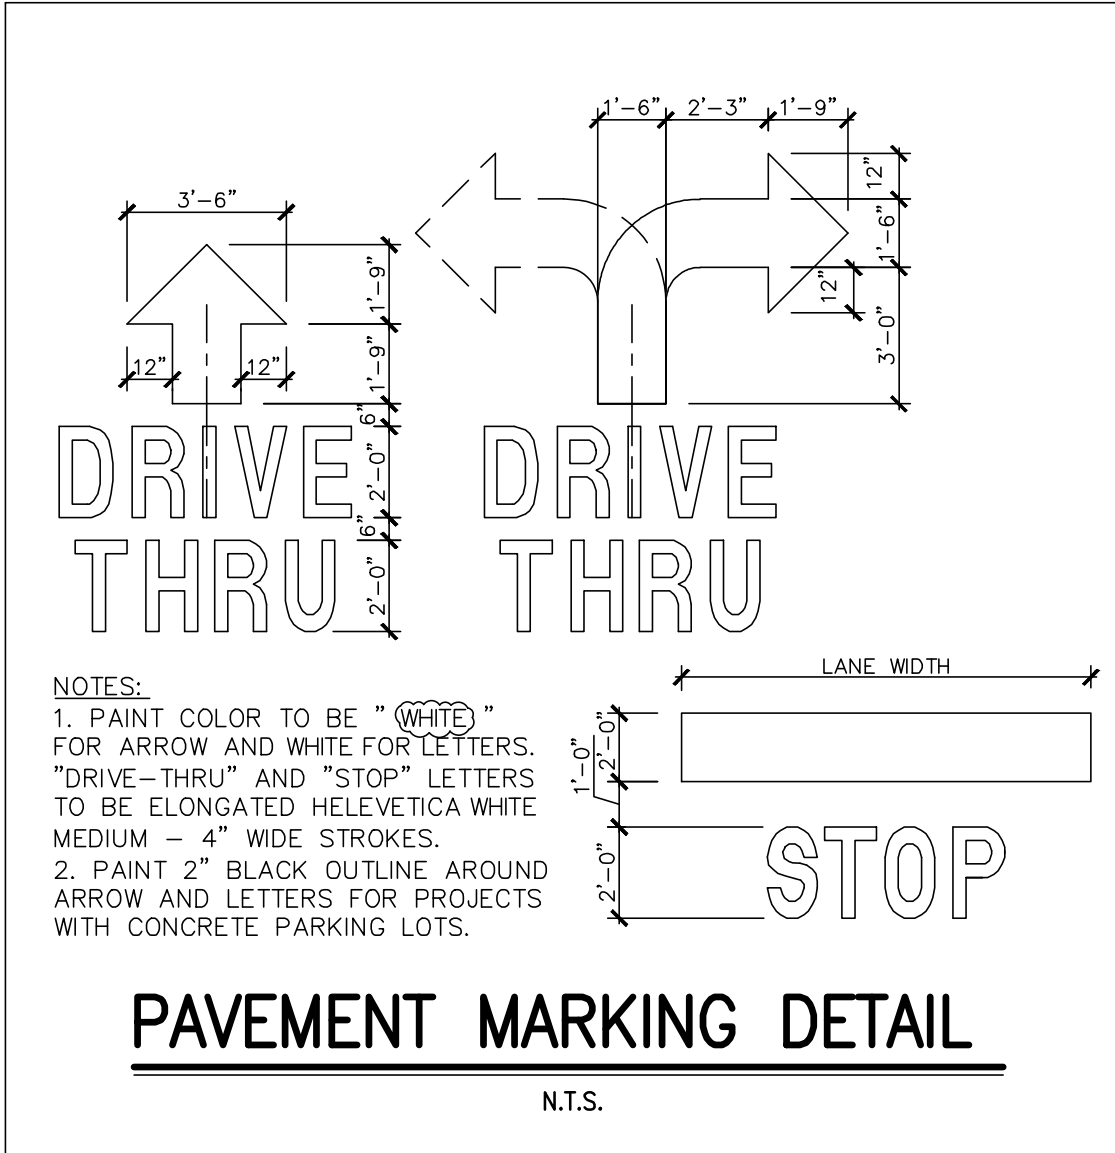 1'-6" 2'-3" 1'-9"
12"
3'-6"
1'-6"
1'-9"
12"
3'-0"
12" 12"
1'-9"
6"
DRIVE
2'-0"
DRIVE
6"
THRU
2'-0"
THRU
LANE WIDTH
NOTES:
1. PAINT COLOR TO BE "WHITE"
FOR ARROW AND WHITE FOR LETTERS.
"DRIVE-THRU" AND "STOP" LETTERS
TO BE ELONGATED HELEVETICA WHITE
MEDIUM - 4" WIDE STROKES.
2. PAINT 2" BLACK OUTLINE AROUND
ARROW AND LETTERS FOR PROJECTS
WITH CONCRETE PARKING LOTS.
2'-0"
1'-0"
2'-0"
STOP
PAVEMENT MARKING DETAIL
N.T.S.